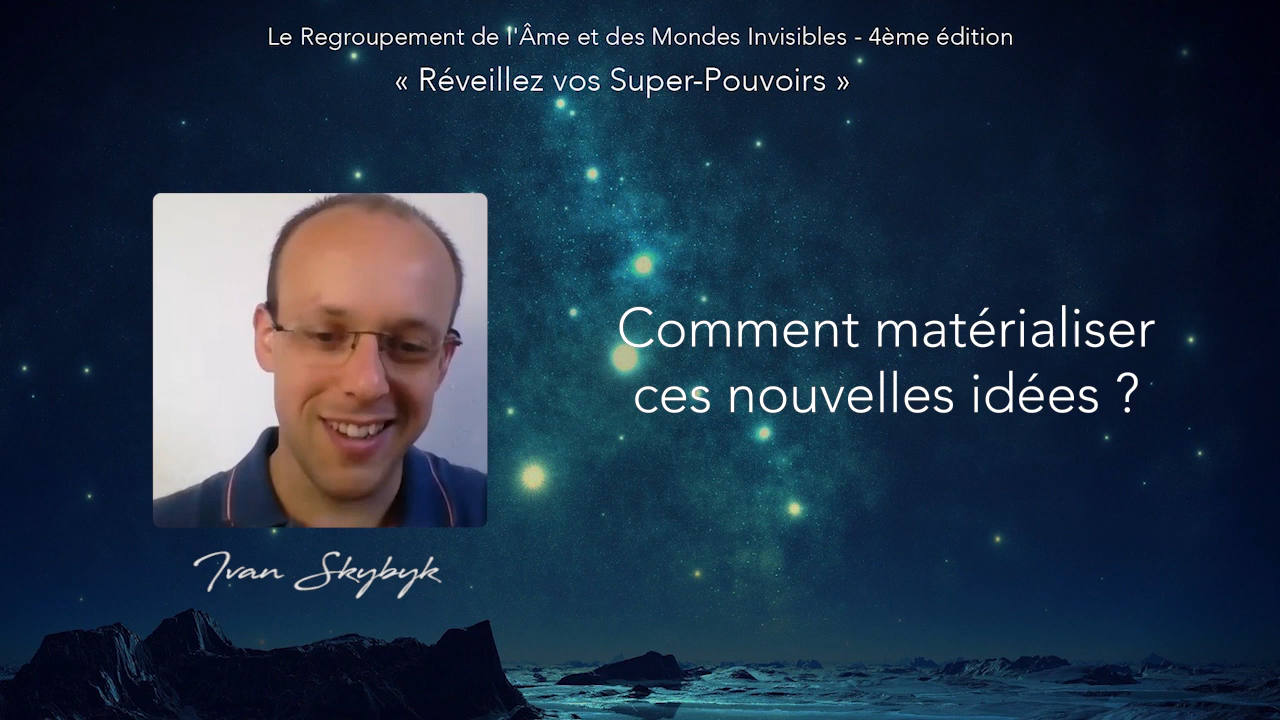 Le Regroupement de l'Âme et des Mondes Invisibles - 4ème édition
« Réveillez vos Super-Pouvoirs »
Comment matérialiser
ces nouvelles idées ?
Ivan Skybyk